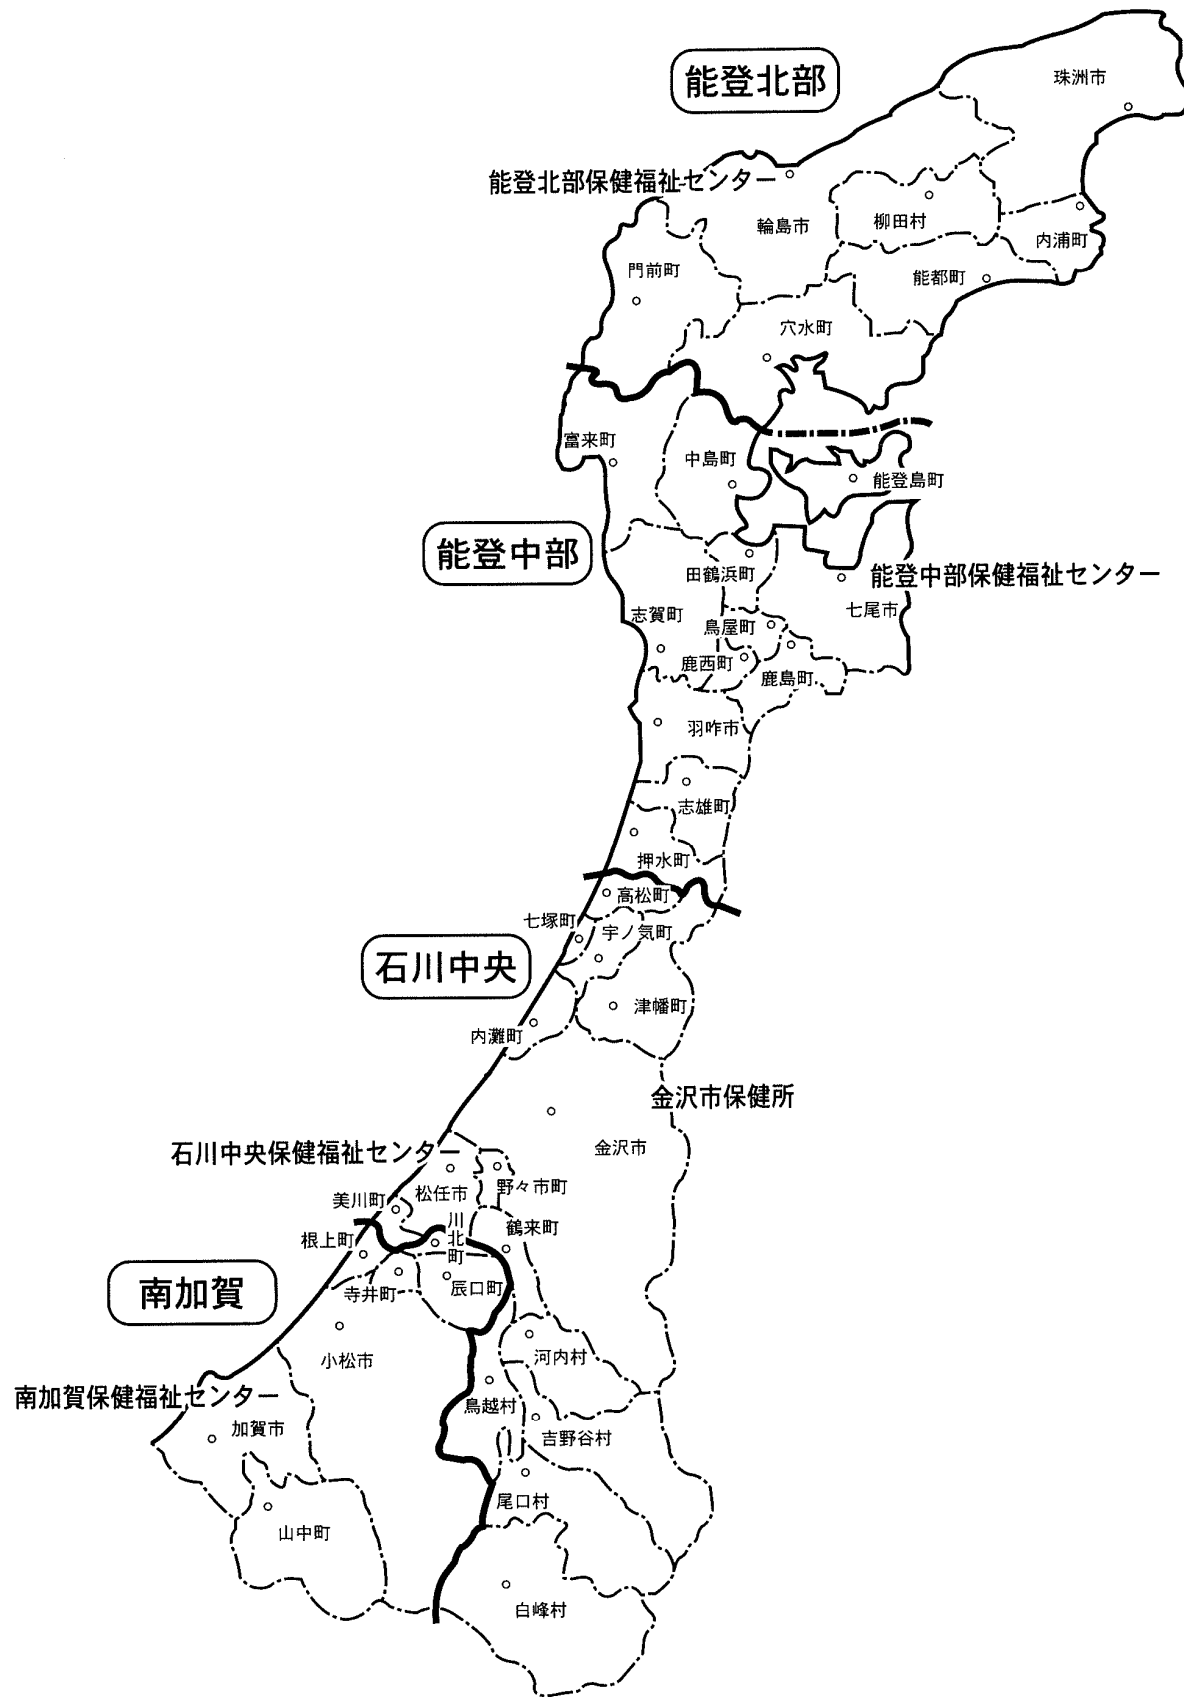 能登北部
珠洲市
能登北部保健福祉センター
輪島市
柳田村
内浦町
門前町
能都町
穴水町
富来町
中島町
能登島町
能登中部
田鶴浜町
能登中部保健福祉センター
七尾市
志賀町
鳥屋町
鹿西町
鹿島町
羽咋市
志雄町
押水町
高松町
七塚町
宇ノ気町
石川中央
津幡町
内灘町
金沢市保健所
金沢市
石川中央保健福祉センター
野々市町
松任市
美川町
川北町
鶴来町
根上町
南加賀
寺井町
辰口町
小松市
河内村
南加賀保健福祉センター
鳥越村
加賀市
吉野谷村
尾口村
山中町
白峰村